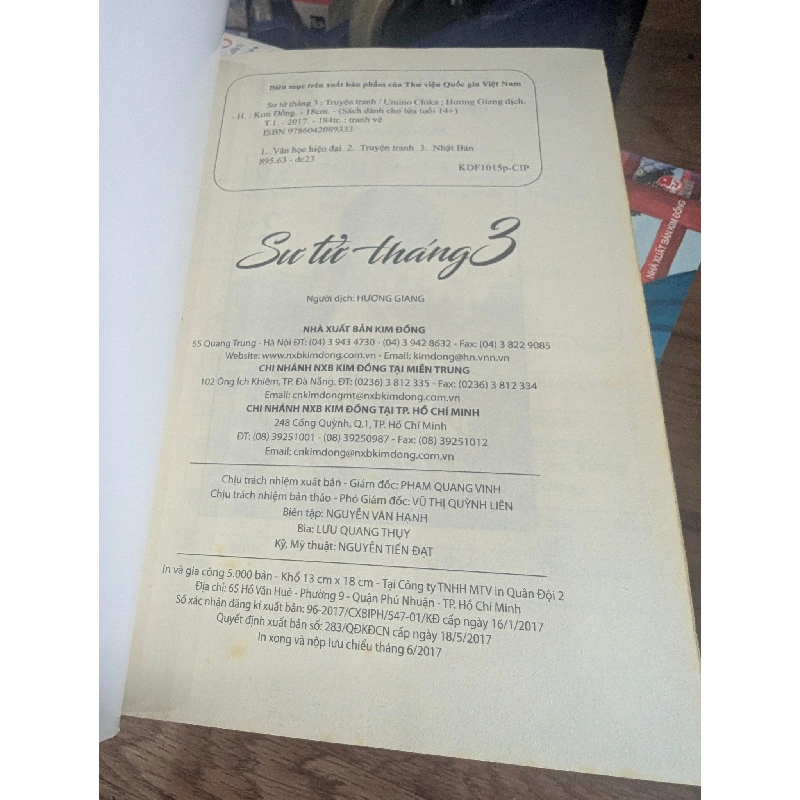 Biên mục trên xuất bản phẩm của Thư viện Quốc gia Việt Nam
Sư tử tháng 3 : Truyện tranh / Umino Chika ; Hương Giang dịch.
- H. : Kim Đồng. - 18cm. - (Sách dành cho lứa tuổi 14+)
T.1. - 2017. - 184tr. : tranh vẽ
ISBN 9786042089333
1. Văn học hiện đại 2. Truyện tranh 3. Nhật Bản
895.63 - dc23
KDF1015p-CIP
Sư tử tháng 3
Người dịch: HƯƠNG GIANG
NHÀ XUẤT BẢN KIM ĐỒNG
55 Quang Trung - Hà Nội ĐT: (04) 3 943 4730 - (04) 3 942 8632 - Fax: (04) 3 822 9085
Website: www.nxbkimdong.com.vn - Email: kimdong@hn.vnn.vn
CHI NHÁNH NXB KIM ĐỒNG TẠI MIỀN TRUNG
102 Ông Ích Khiêm, TP. Đà Nẵng. ĐT: (0236) 3 812 335 - Fax: (0236) 3 812 334
Email: cnkimdongmt@nxbkimdong.com.vn
CHI NHÁNH NXB KIM ĐỒNG TẠI TP. HỒ CHÍ MINH
248 Cống Quỳnh, Q.1, TP. Hồ Chí Minh
ĐT: (08) 39251001 - (08) 39250987 - Fax: (08) 39251012
Email: cnkimdong@nxbkimdong.com.vn
Chịu trách nhiệm xuất bản - Giám đốc: PHẠM QUANG VINH
Chịu trách nhiệm bản thảo - Phó Giám đốc: VŨ THỊ QUỲNH LIÊN
Biên tập: NGUYỄN VÂN HẠNH
Bìa: LƯU QUANG THỤY
Kỹ, Mỹ thuật: NGUYỄN TIẾN ĐẠT
In và gia công 5.000 bản - Khổ 13 cm x 18 cm - Tại Công ty TNHH MTV in Quân Đội 2
Địa chỉ: 65 Hồ Văn Huê - Phường 9 - Quận Phú Nhuận - TP. Hồ Chí Minh
Số xác nhận đăng kí xuất bản: 96-2017/CXBIPH/547-01/KĐ cấp ngày 16/1/2017
Quyết định xuất bản số: 283/QĐKĐCN cấp ngày 18/5/2017
In xong và nộp lưu chiểu tháng 6/2017
NHÀ XUẤT BẢN KIM ĐỒNG